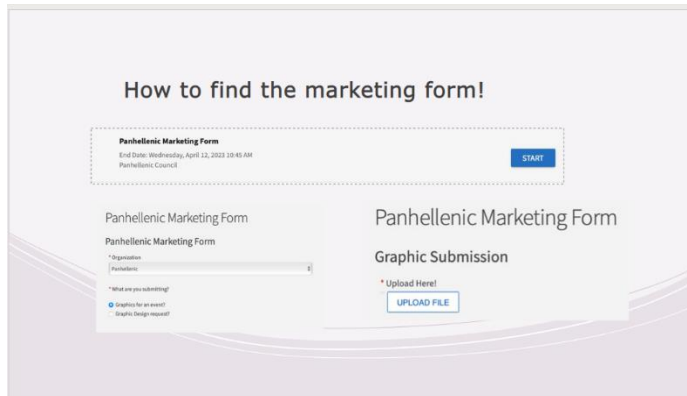 How to find the marketing form!
Panhellenic Marketing Form
End Date: Wednesday, April 12, 2023 10:45 AM
Panhellenic Council
START
Panhellenic Marketing Form
Panhellenic Marketing Form
* Organization
Panhellenic
* What are you submitting?
Graphics for an event?
Graphic Design request?
Panhellenic Marketing Form
Graphic Submission
* Upload Here!
UPLOAD FILE